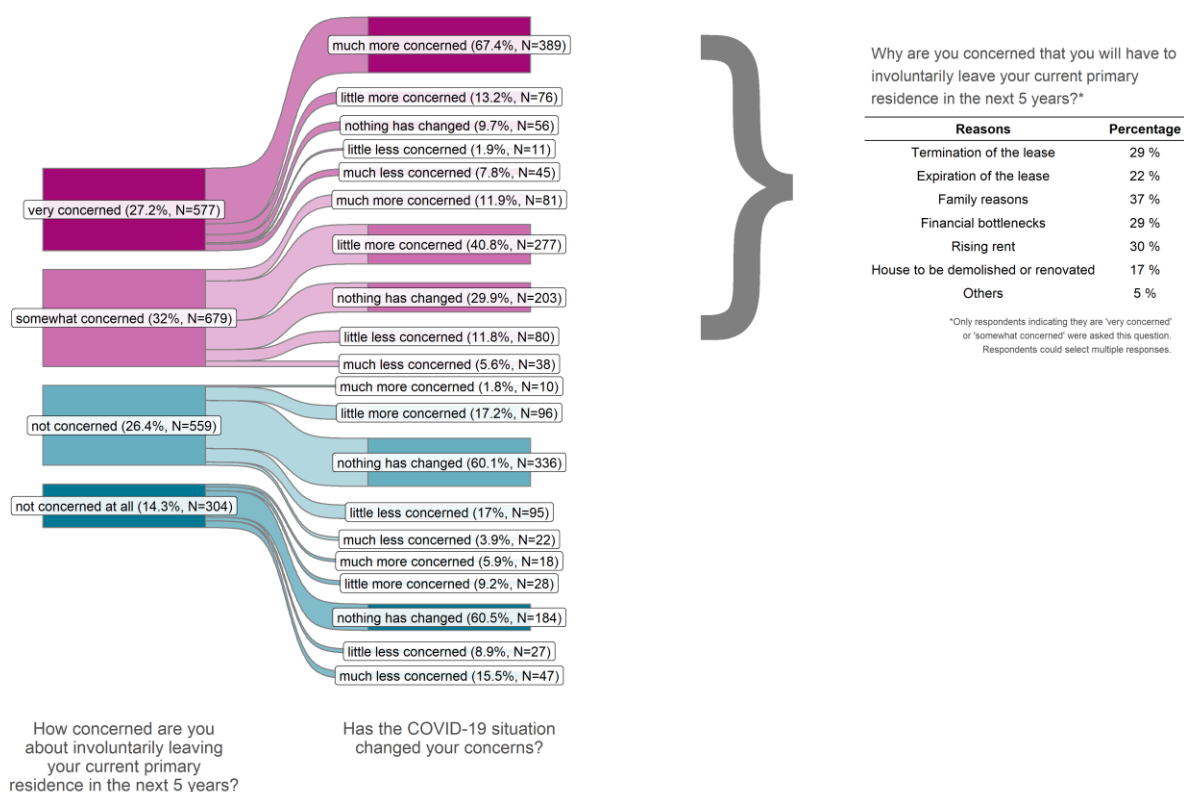 much more concerned (67.4%, N=389)
little more concerned (13.2%, N=76)
nothing has changed (9.7%, N=56)
little less concerned (1.9%, N=11)
much less concerned (7.8%, N=45)
very concerned (27.2%, N=577)
much more concerned (11.9%, N=81)
little more concerned (40.8%, N=277)
nothing has changed (29.9%, N=203)
somewhat concerned (32%, N=679)
little less concerned (11.8%, N=80)
much less concerned (5.6%, N=38)
much more concerned (1.8%, N=10)
little more concerned (17.2%, N=96)
not concerned (26.4%, N=559)
nothing has changed (60.1%, N=336)
little less concerned (17%, N=95)
much less concerned (3.9%, N=22)
not concerned at all (14.3%, N=304)
much more concerned (5.9%, N=18)
little more concerned (9.2%, N=28)
nothing has changed (60.5%, N=184)
little less concerned (8.9%, N=27)
much less concerned (15.5%, N=47)
How concerned are you
about involuntarily leaving
your current primary
residence in the next 5 years?
Has the COVID-19 situation
changed your concerns?
Why are you concerned that you will have to
involuntarily leave your current primary
residence in the next 5 years?*
Reasons Percentage
Termination of the lease 29 %
Expiration of the lease 22 %
Family reasons 37 %
Financial bottlenecks 29 %
Rising rent 30 %
House to be demolished or renovated 17 %
Others 5 %
*Only respondents indicating they are 'very concerned'
or 'somewhat concerned' were asked this question.
Respondents could select multiple responses.